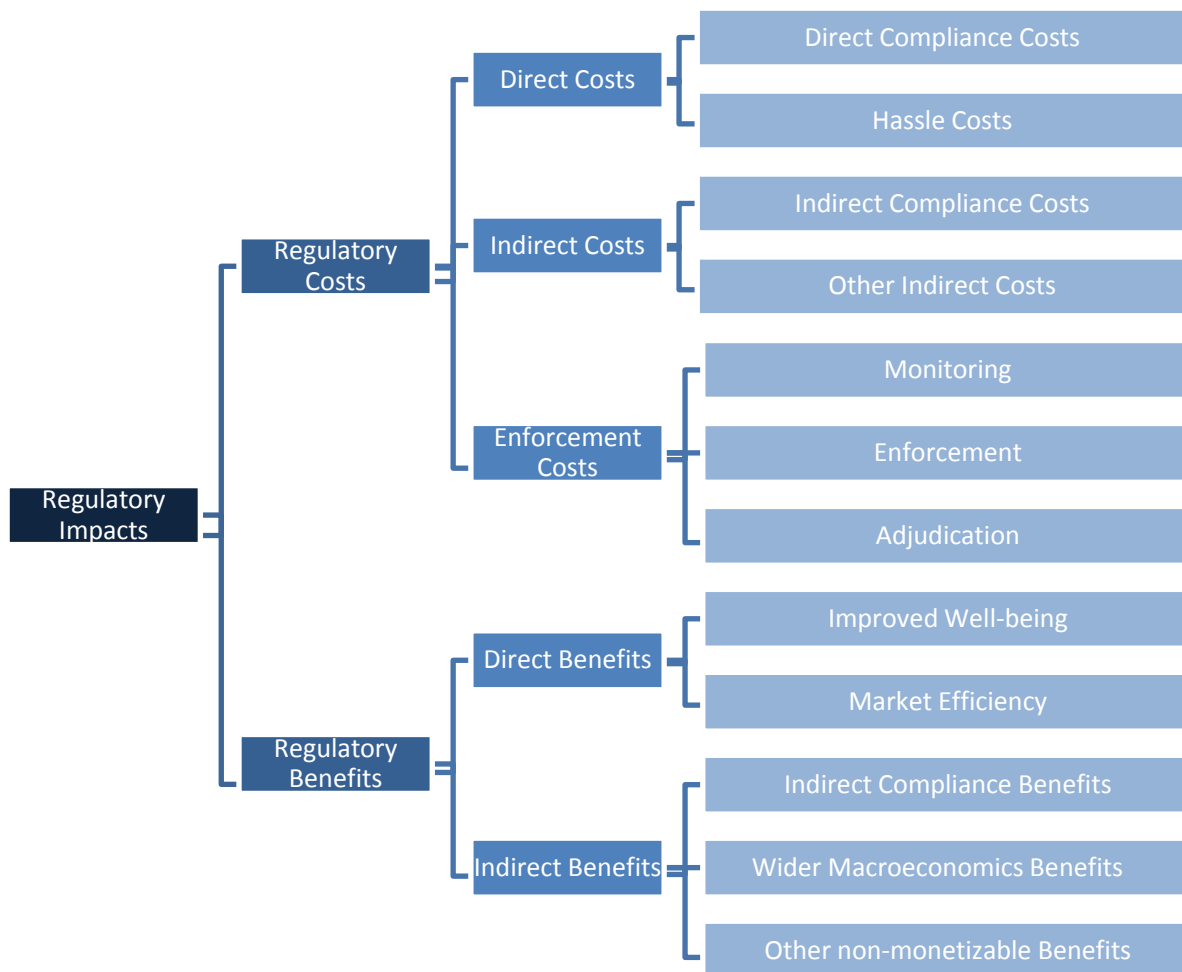 Regulatory
Impacts
Regulatory
Costs
Direct Costs
Direct Compliance Costs
Hassle Costs
Indirect Costs
Indirect Compliance Costs
Other Indirect Costs
Enforcement
Costs
Monitoring
Enforcement
Adjudication
Regulatory
Benefits
Direct Benefits
Improved Well-being
Market Efficiency
Indirect Benefits
Indirect Compliance Benefits
Wider Macroeconomics Benefits
Other non-monetizable Benefits